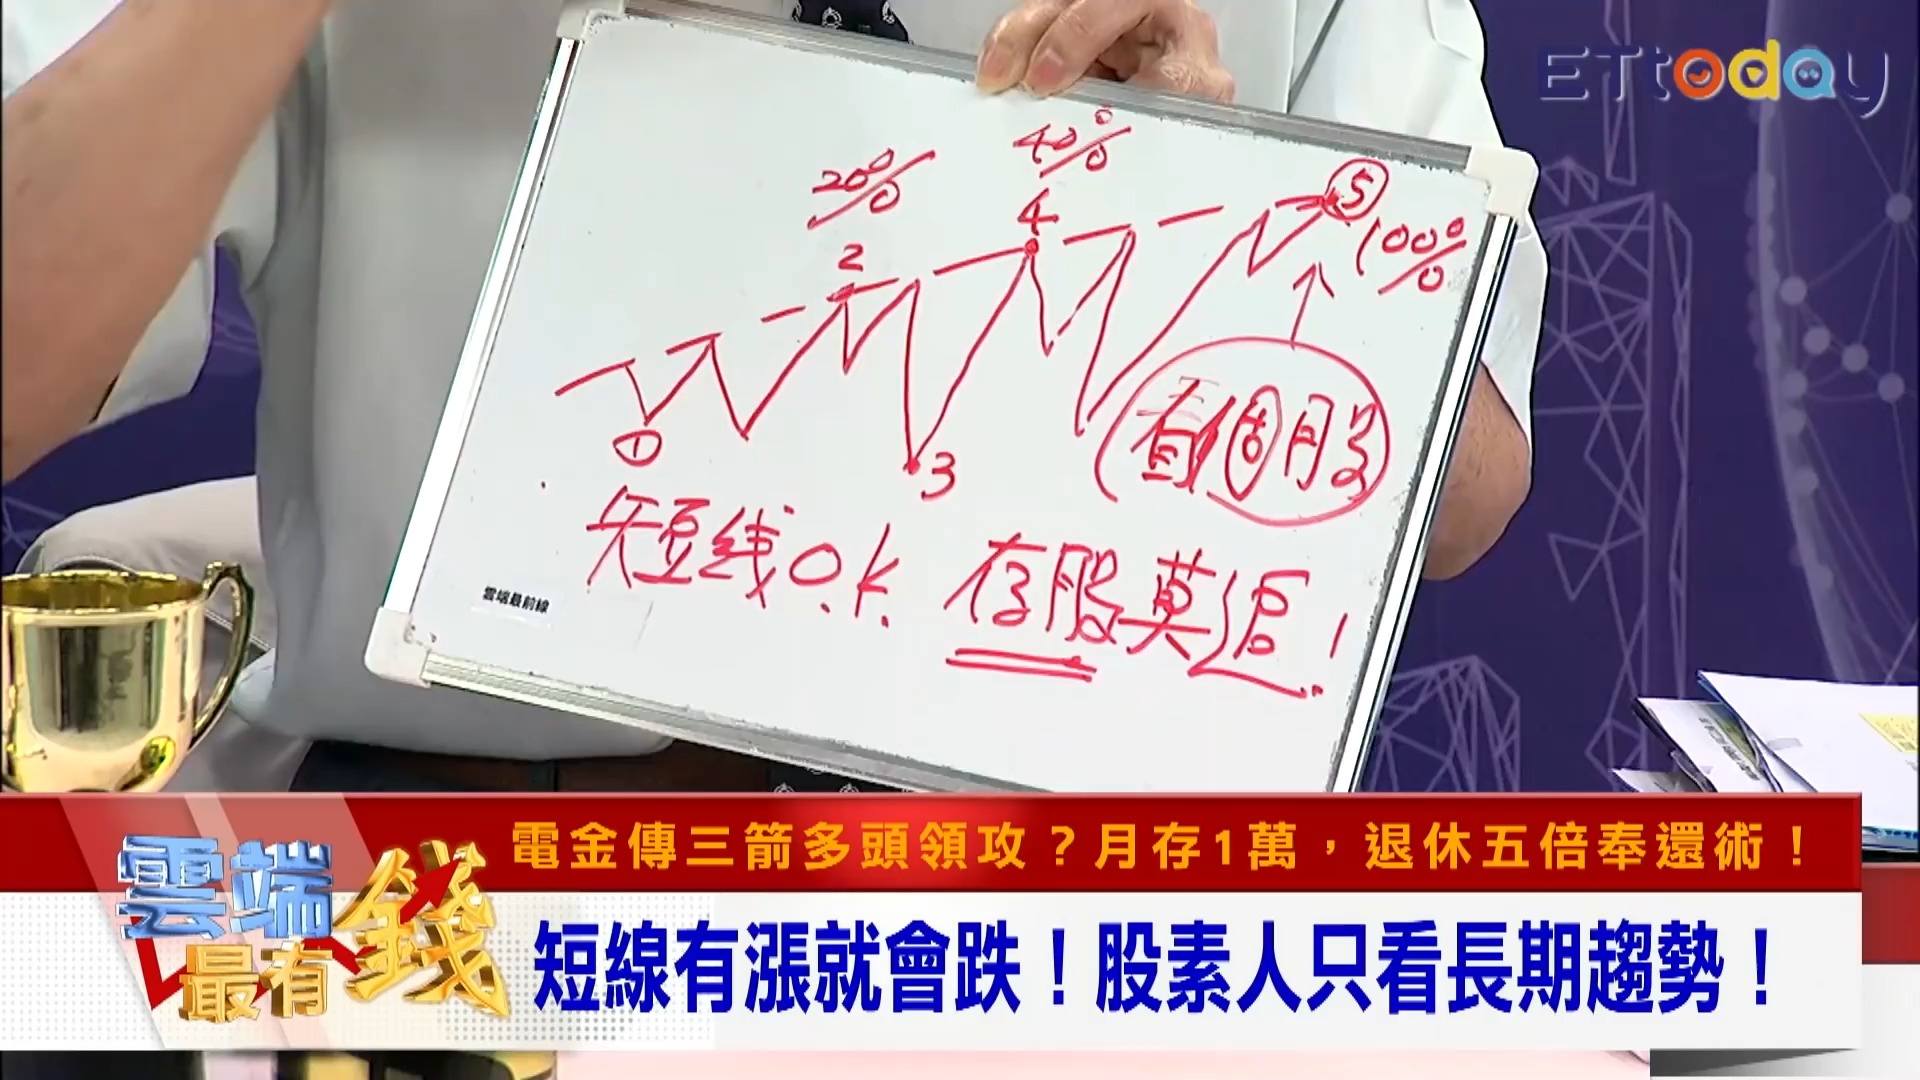 ETtoday
20%
40%
2
4
⑤
100%
①
3
看個股
短線O.K. 存股莫追!
雲端最前線
雲端最有錢
電金傳三箭多頭領攻？月存1萬，退休五倍奉還術！
短線有漲就會跌！股素人只看長期趨勢！